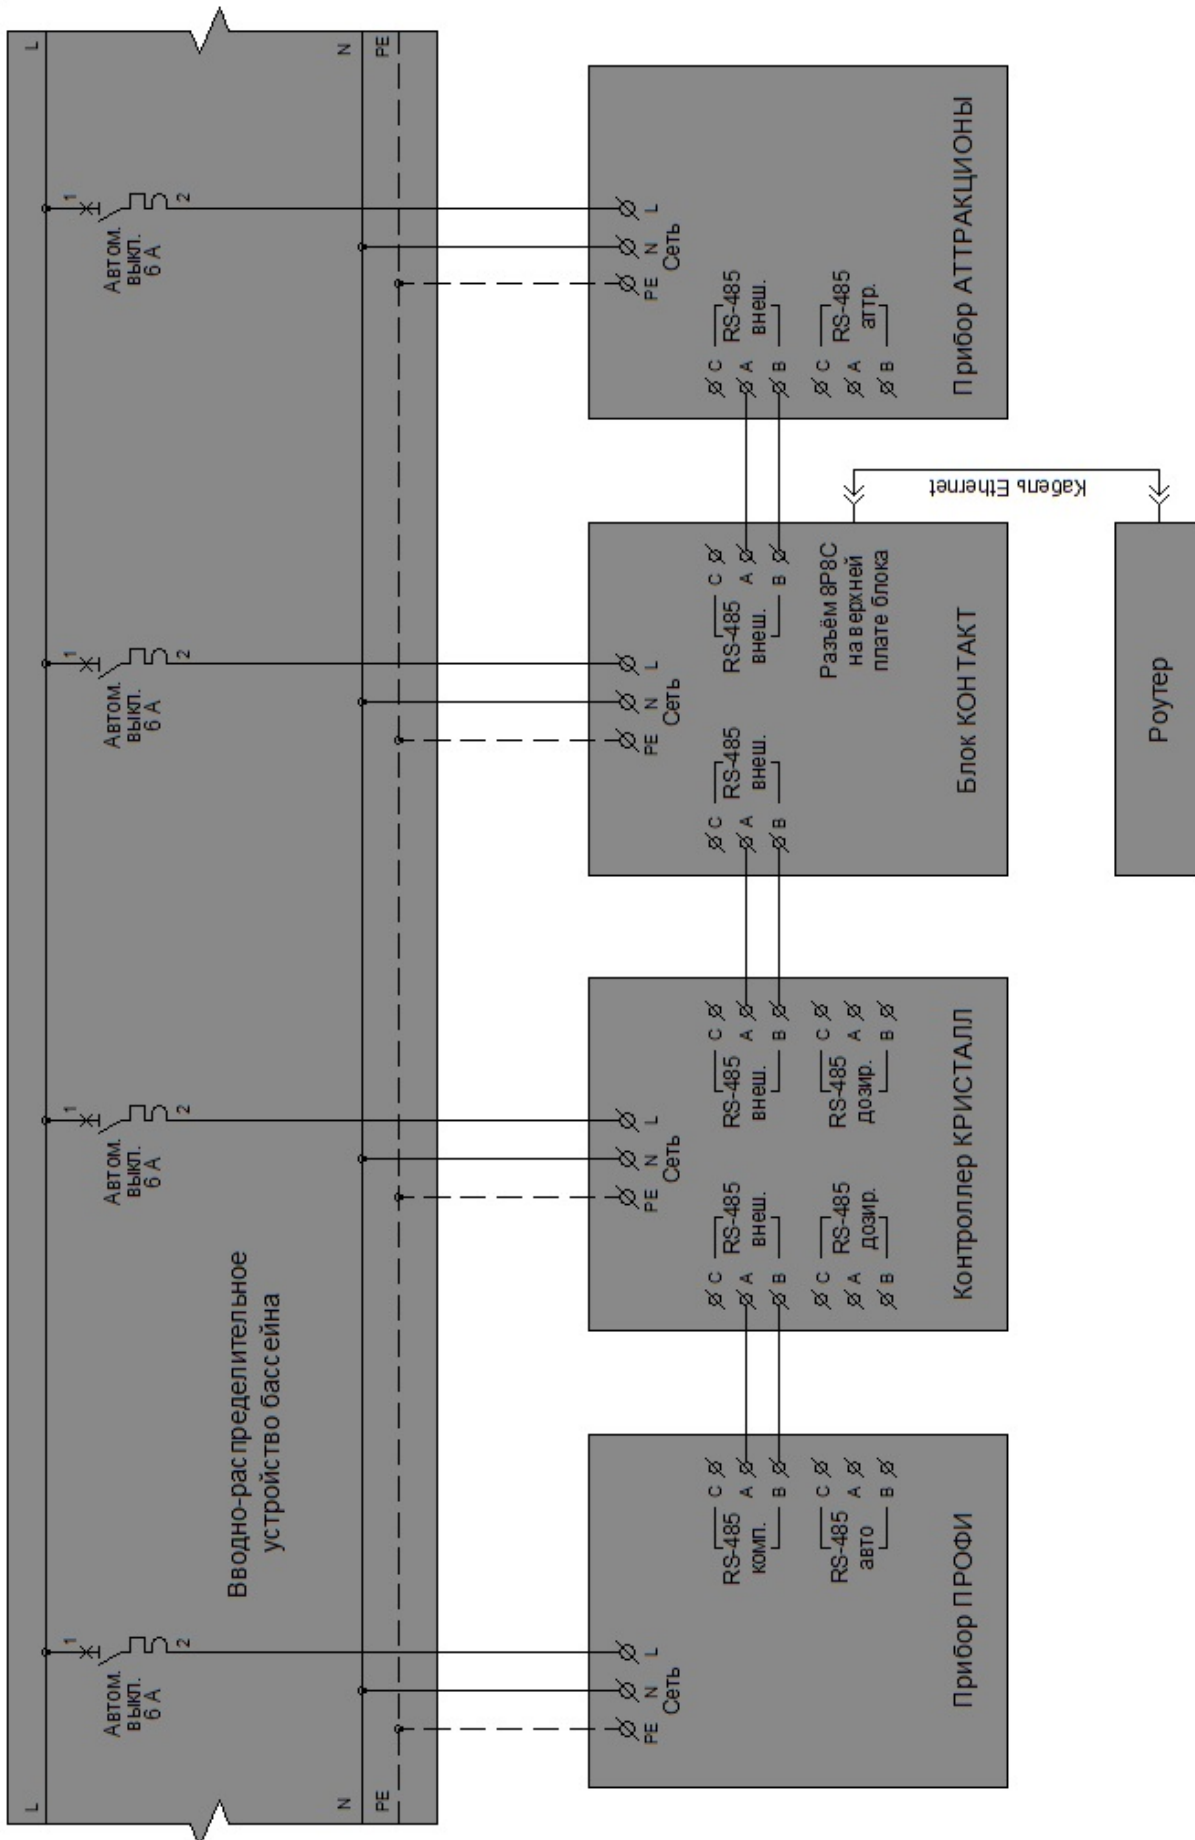 L
N
PE
Вводно-распределительное
устройство бассейна
Автом.
выкл.
6 А
1
2
Автом.
выкл.
6 А
1
2
Автом.
выкл.
6 А
1
2
Автом.
выкл.
6 А
1
2
L
N
PE
PE
N
L
Сеть
RS-485
комп.
C
A
B
RS-485
авто
C
A
B
Прибор ПРОФИ
PE
N
L
Сеть
C
A
B
RS-485
внеш.
RS-485
внеш.
C
A
B
C
A
B
RS-485
дозир.
RS-485
дозир.
C
A
B
Контроллер КРИСТАЛЛ
PE
N
L
Сеть
C
A
B
RS-485
внеш.
RS-485
внеш.
C
A
B
Разъём 8P8C
на верхней
плате блока
Блок КОНТАКТ
PE
N
L
Сеть
C
A
B
RS-485
внеш.
C
A
B
RS-485
аттр.
Прибор АТТРАКЦИОНЫ
Кабель Ethernet
Роутер